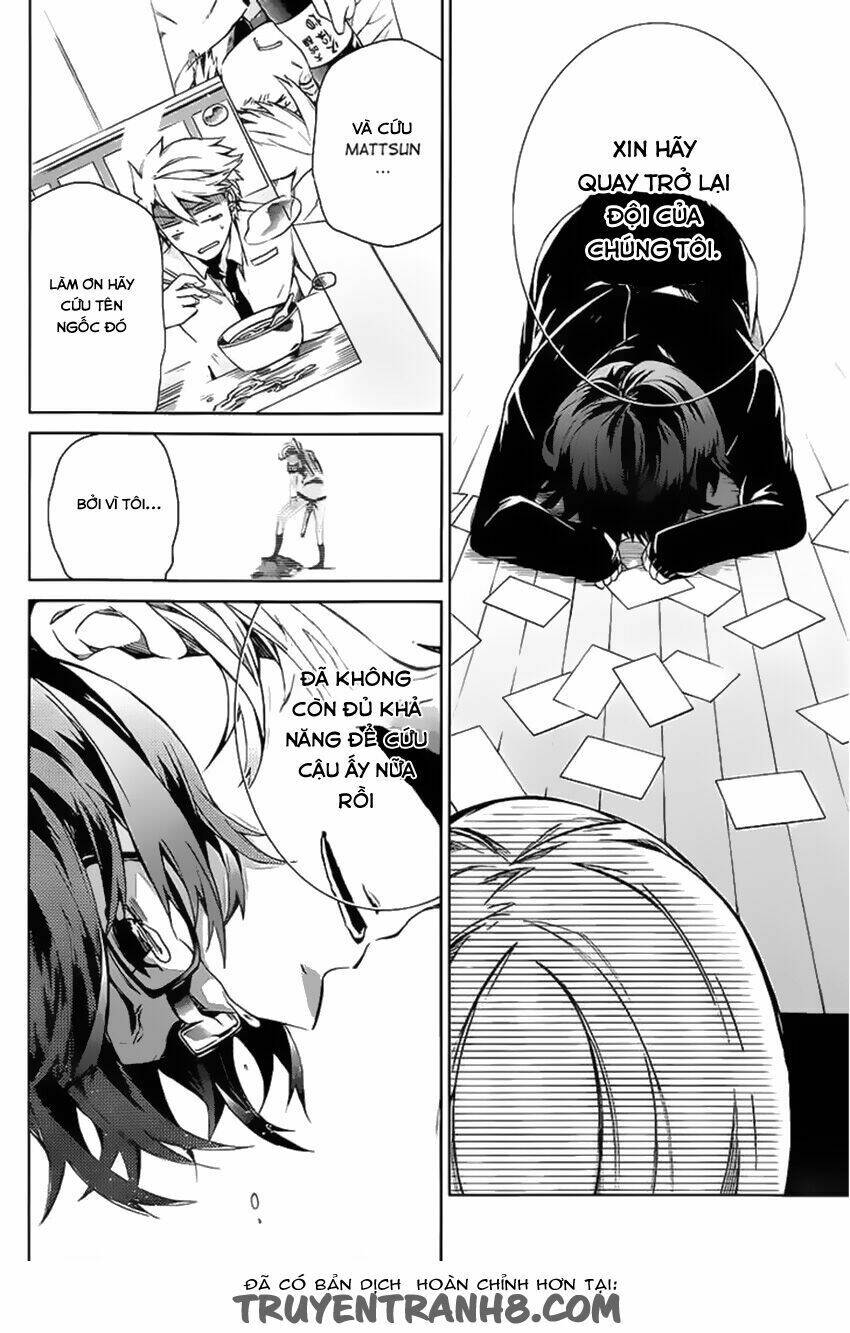 XIN HÃY
QUAY TRỞ LẠI
ĐỘI CỦA
CHÚNG TÔI.
VÀ CỨU
MATTSUN
...
LÀM ƠN HÃY
CỨU TÊN
NGỐC ĐÓ
BỞI VÌ TÔI...
ĐÃ KHÔNG
CÒN ĐỦ KHẢ
NĂNG ĐỂ CỨU
CẬU ẤY NỮA
RỒI
ĐÃ CÓ BẢN DỊCH HOÀN CHỈNH HƠN TẠI:
TRUYENTRANH8.COM